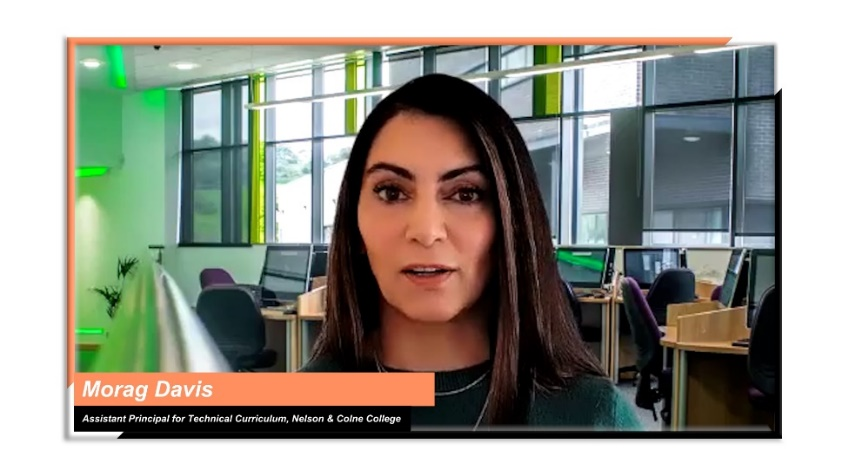 Morag Davis
Assistant Principal for Technical Curriculum, Nelson & Colne College